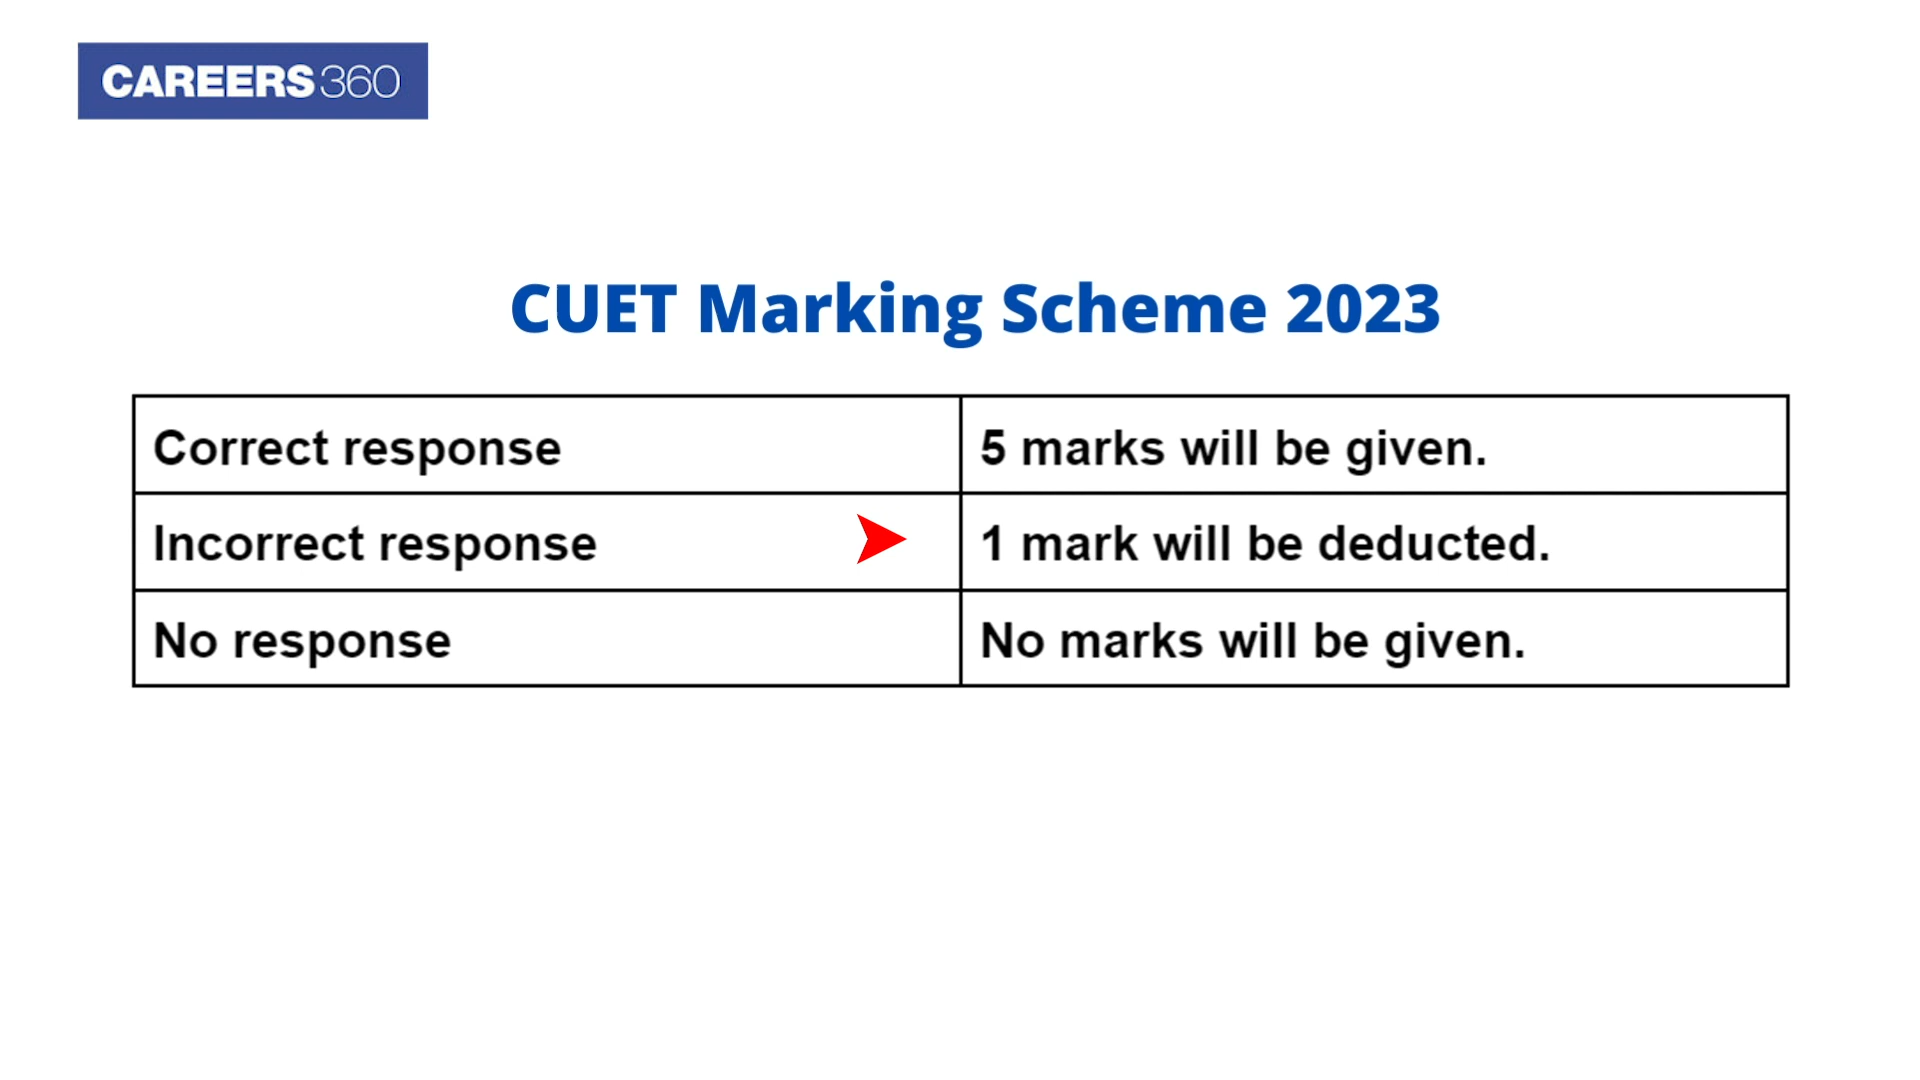 CAREERS360
CUET Marking Scheme 2023
Correct response 5 marks will be given.
Incorrect response 1 mark will be deducted.
No response No marks will be given.